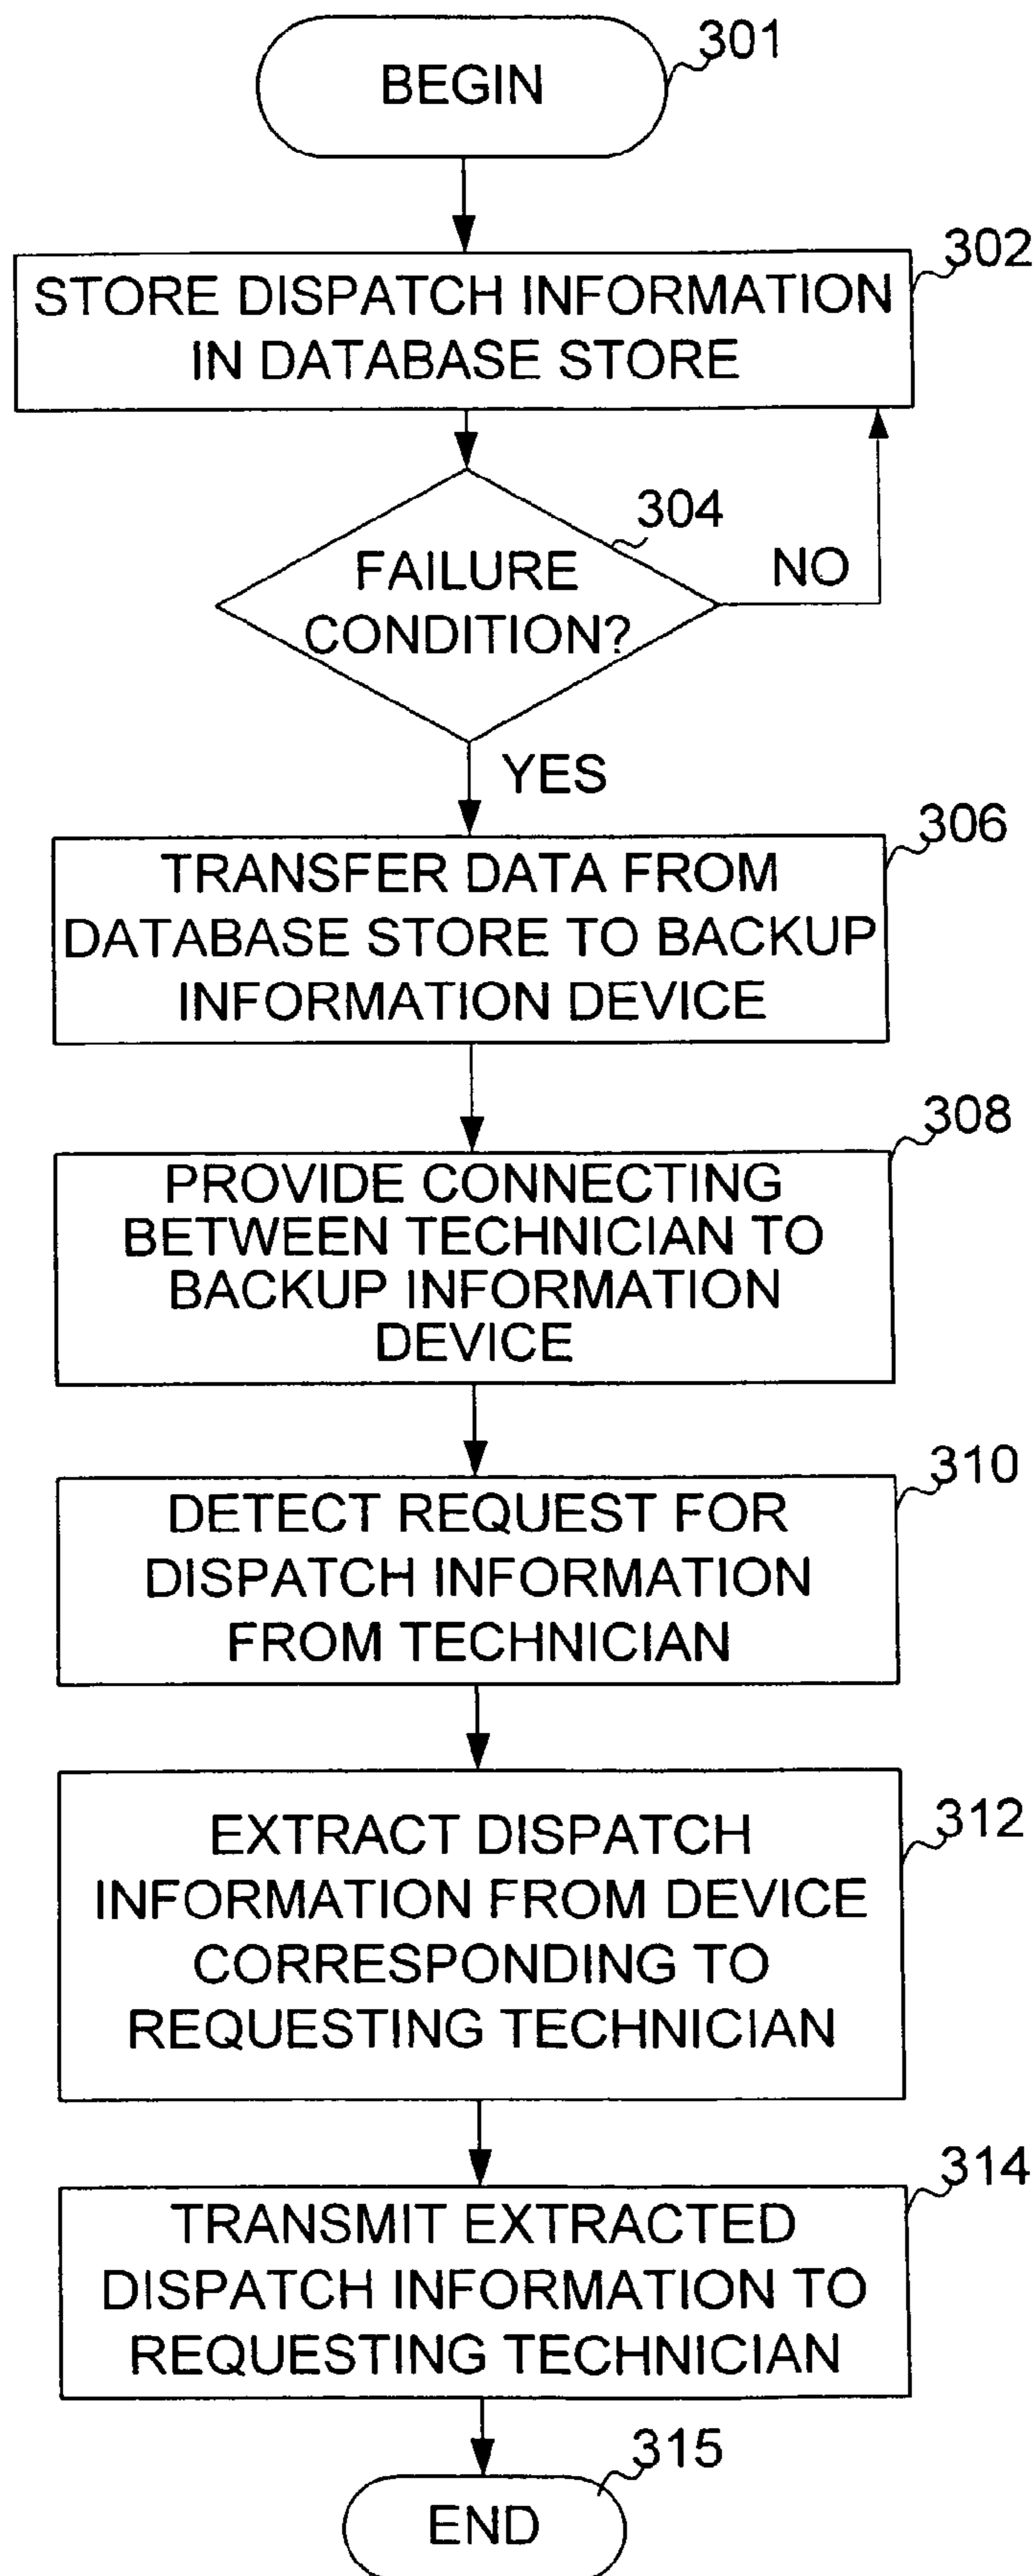 301
BEGIN
302
STORE DISPATCH INFORMATION
IN DATABASE STORE
304
FAILURE
CONDITION?
NO
YES
306
TRANSFER DATA FROM
DATABASE STORE TO BACKUP
INFORMATION DEVICE
308
PROVIDE CONNECTING
BETWEEN TECHNICIAN TO
BACKUP INFORMATION
DEVICE
310
DETECT REQUEST FOR
DISPATCH INFORMATION
FROM TECHNICIAN
312
EXTRACT DISPATCH
INFORMATION FROM DEVICE
CORRESPONDING TO
REQUESTING TECHNICIAN
314
TRANSMIT EXTRACTED
DISPATCH INFORMATION TO
REQUESTING TECHNICIAN
315
END